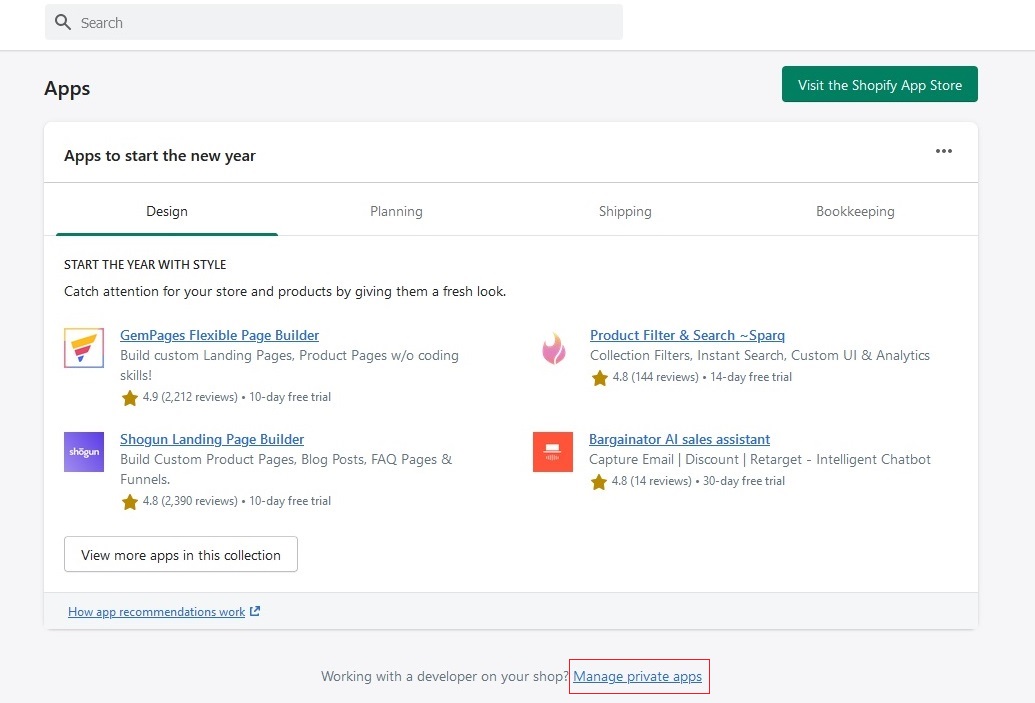 Search
Apps
Visit the Shopify App Store
Apps to start the new year
Design
Planning
Shipping
Bookkeeping
START THE YEAR WITH STYLE
Catch attention for your store and products by giving them a fresh look.
GemPages Flexible Page Builder
Build custom Landing Pages, Product Pages w/o coding
skills!
4.9 (2,212 reviews) • 10-day free trial
Product Filter & Search ~Sparq
Collection Filters, Instant Search, Custom UI & Analytics
4.8 (144 reviews) • 14-day free trial
shōgun
Shogun Landing Page Builder
Build Custom Product Pages, Blog Posts, FAQ Pages &
Funnels.
4.8 (2,390 reviews) • 10-day free trial
Bargainator AI sales assistant
Capture Email | Discount | Retarget - Intelligent Chatbot
4.8 (14 reviews) • 30-day free trial
View more apps in this collection
How app recommendations work
Working with a developer on your shop? Manage private apps